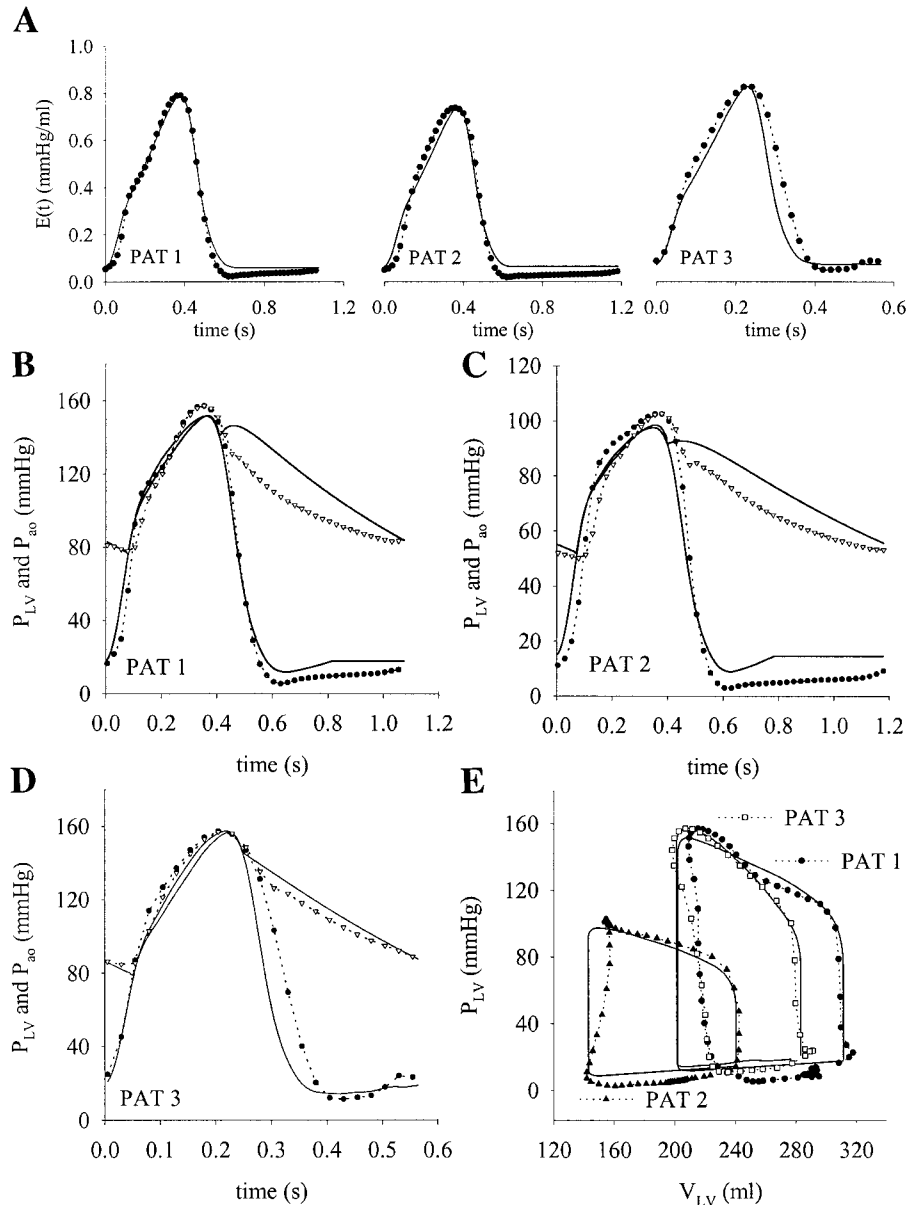 A
1.0
0.8
0.6
0.4
0.2
0.0
E(t) (mmHg/ml)
PAT 1
PAT 2
PAT 3
0.0 0.4 0.8 1.2
0.0 0.4 0.8 1.2
0.0 0.2 0.4 0.6
time (s)
time (s)
time (s)
B
160
120
80
40
0
P_LV and P_ao (mmHg)
PAT 1
0.0 0.2 0.4 0.6 0.8 1.0 1.2
time (s)
C
120
100
80
60
40
20
0
P_LV and P_ao (mmHg)
PAT 2
0.0 0.2 0.4 0.6 0.8 1.0 1.2
time (s)
D
160
120
80
40
0
P_LV and P_ao (mmHg)
PAT 3
0.0 0.1 0.2 0.3 0.4 0.5 0.6
time (s)
E
160
120
80
40
0
P_LV (mmHg)
PAT 3
PAT 1
PAT 2
120 160 200 240 280 320
V_LV (ml)